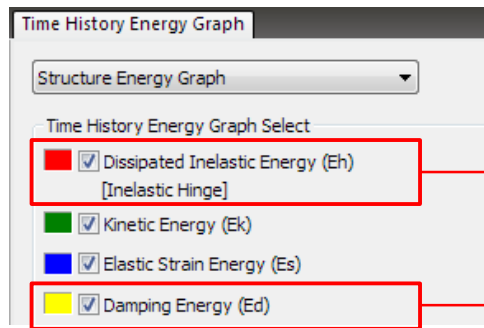 Time History Energy Graph
Structure Energy Graph
Time History Energy Graph Select
Dissipated Inelastic Energy (Eh)
[Inelastic Hinge]
Kinetic Energy (Ek)
Elastic Strain Energy (Es)
Damping Energy (Ed)